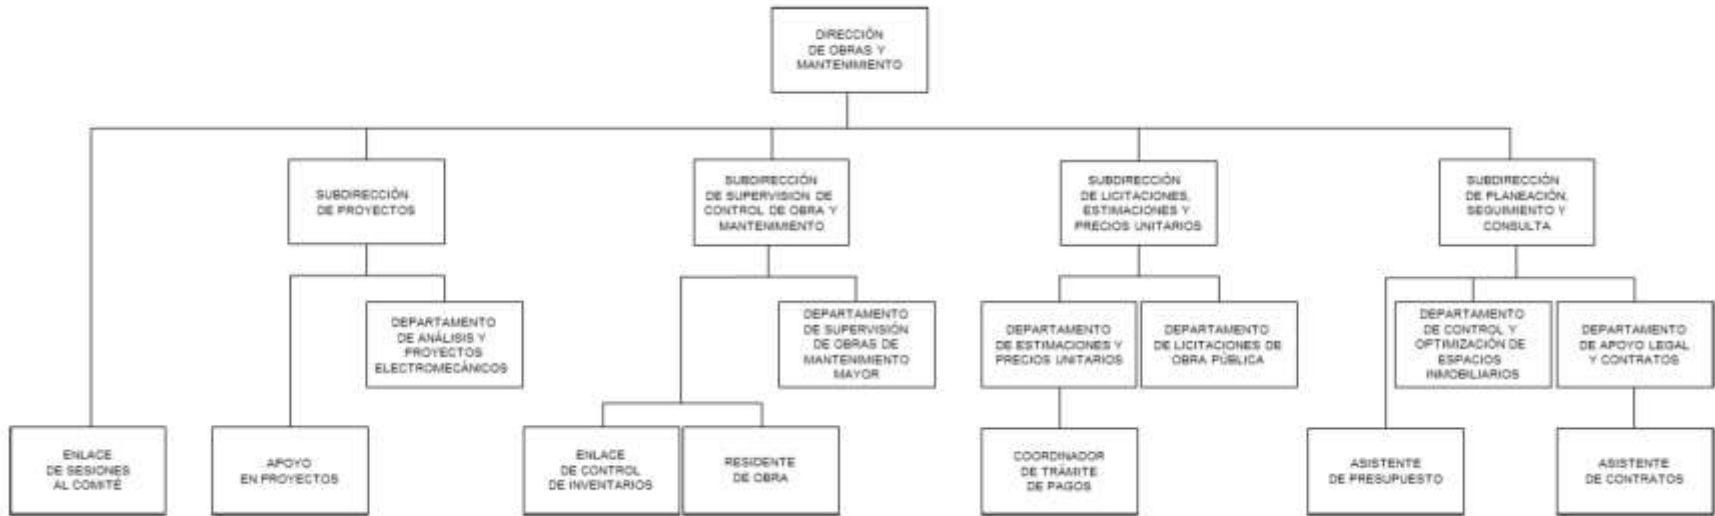 DIRECCIÓN
DE OBRAS Y
MANTENIMIENTO
SUBDIRECCIÓN
DE PROYECTOS
SUBDIRECCIÓN
DE SUPERVISION DE
CONTROL DE OBRA Y
MANTENIMIENTO
SUBDIRECCIÓN
DE LICITACIONES,
ESTIMACIONES Y
PRECIOS UNITARIOS
SUBDIRECCIÓN
DE PLANEACIÓN,
SEGUIMIENTO Y
CONSULTA
DEPARTAMENTO
DE ANÁLISIS Y
PROYECTOS
ELECTROMECÁNICOS
DEPARTAMENTO
DE SUPERVISIÓN
DE OBRAS DE
MANTENIMIENTO
MAYOR
DEPARTAMENTO
DE ESTIMACIONES Y
PRECIOS UNITARIOS
DEPARTAMENTO
DE LICITACIONES DE
OBRA PÚBLICA
DEPARTAMENTO
DE CONTROL Y
OPTIMIZACIÓN DE
ESPACIOS
INMOBILIARIOS
DEPARTAMENTO
DE APOYO LEGAL
Y CONTRATOS
ENLACE
DE SESIONES
AL COMITÉ
APOYO
EN PROYECTOS
ENLACE
DE CONTROL
DE INVENTARIOS
RESIDENTE
DE OBRA
COORDINADOR
DE TRÁMITE
DE PAGOS
ASISTENTE
DE PRESUPUESTO
ASISTENTE
DE CONTRATOS